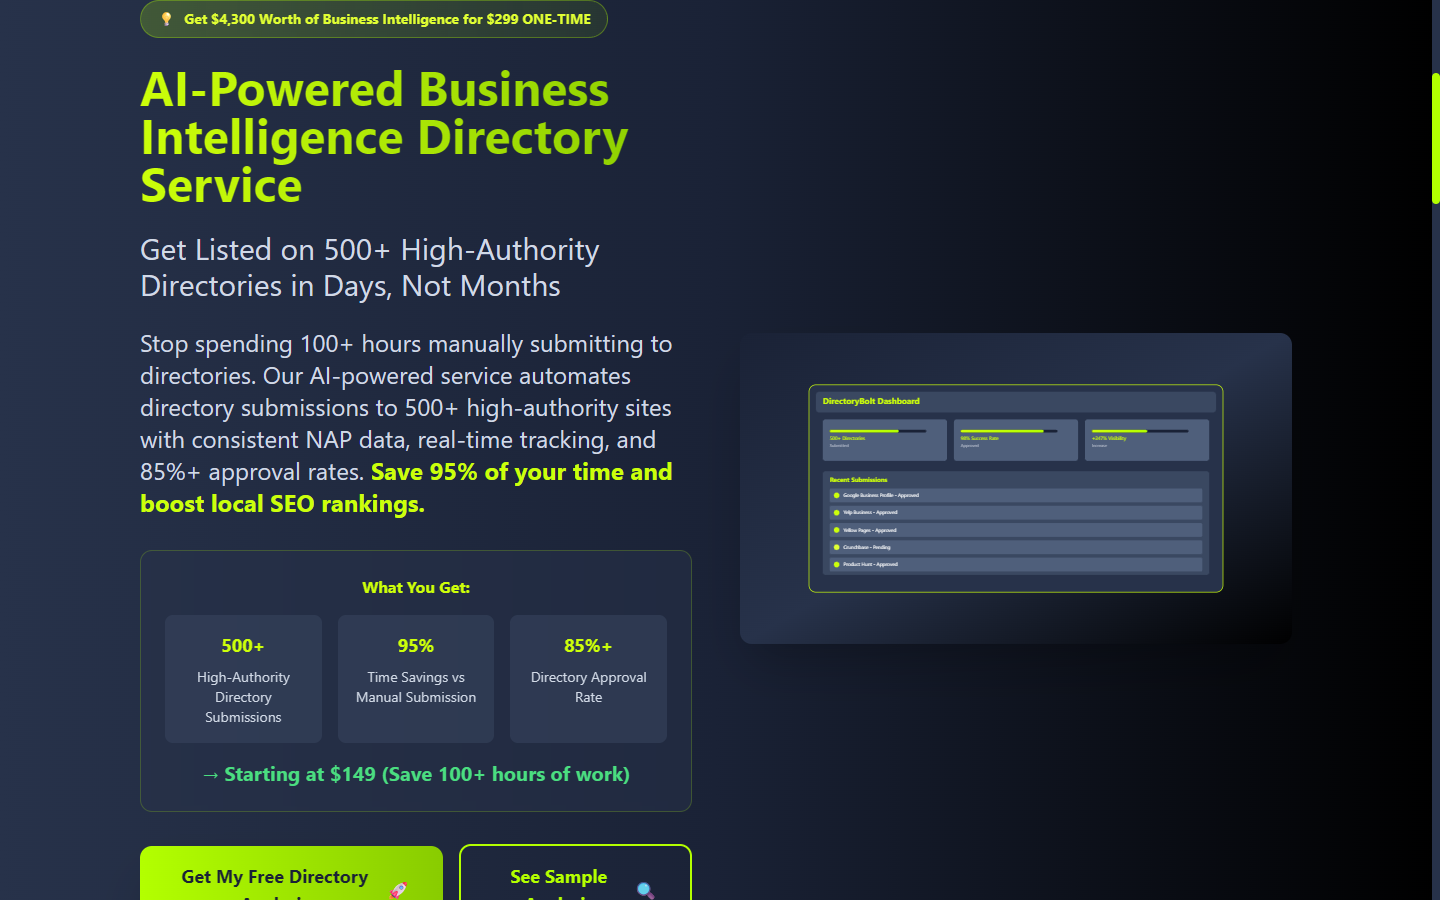 Get $4,300 Worth of Business Intelligence for $299 ONE-TIME
AI-Powered Business
Intelligence Directory
Service
Get Listed on 500+ High-Authority
Directories in Days, Not Months
Stop spending 100+ hours manually submitting to
directories. Our AI-powered service automates
directory submissions to 500+ high-authority sites
with consistent NAP data, real-time tracking, and
85%+ approval rates. Save 95% of your time and
boost local SEO rankings.
What You Get:
500+
High-Authority
Directory
Submissions
95%
Time Savings vs
Manual Submission
85%+
Directory Approval
Rate
→ Starting at $149 (Save 100+ hours of work)
Get My Free Directory
See Sample
DirectoryBolt Dashboard
500+ Directories
Submitted
98% Success Rate
Approved
+347% Visibility
Increase
Recent Submissions
Google Business Profile - Approved
Yelp Business - Approved
Yellow Pages - Approved
Crunchbase - Pending
Product Hunt - Approved